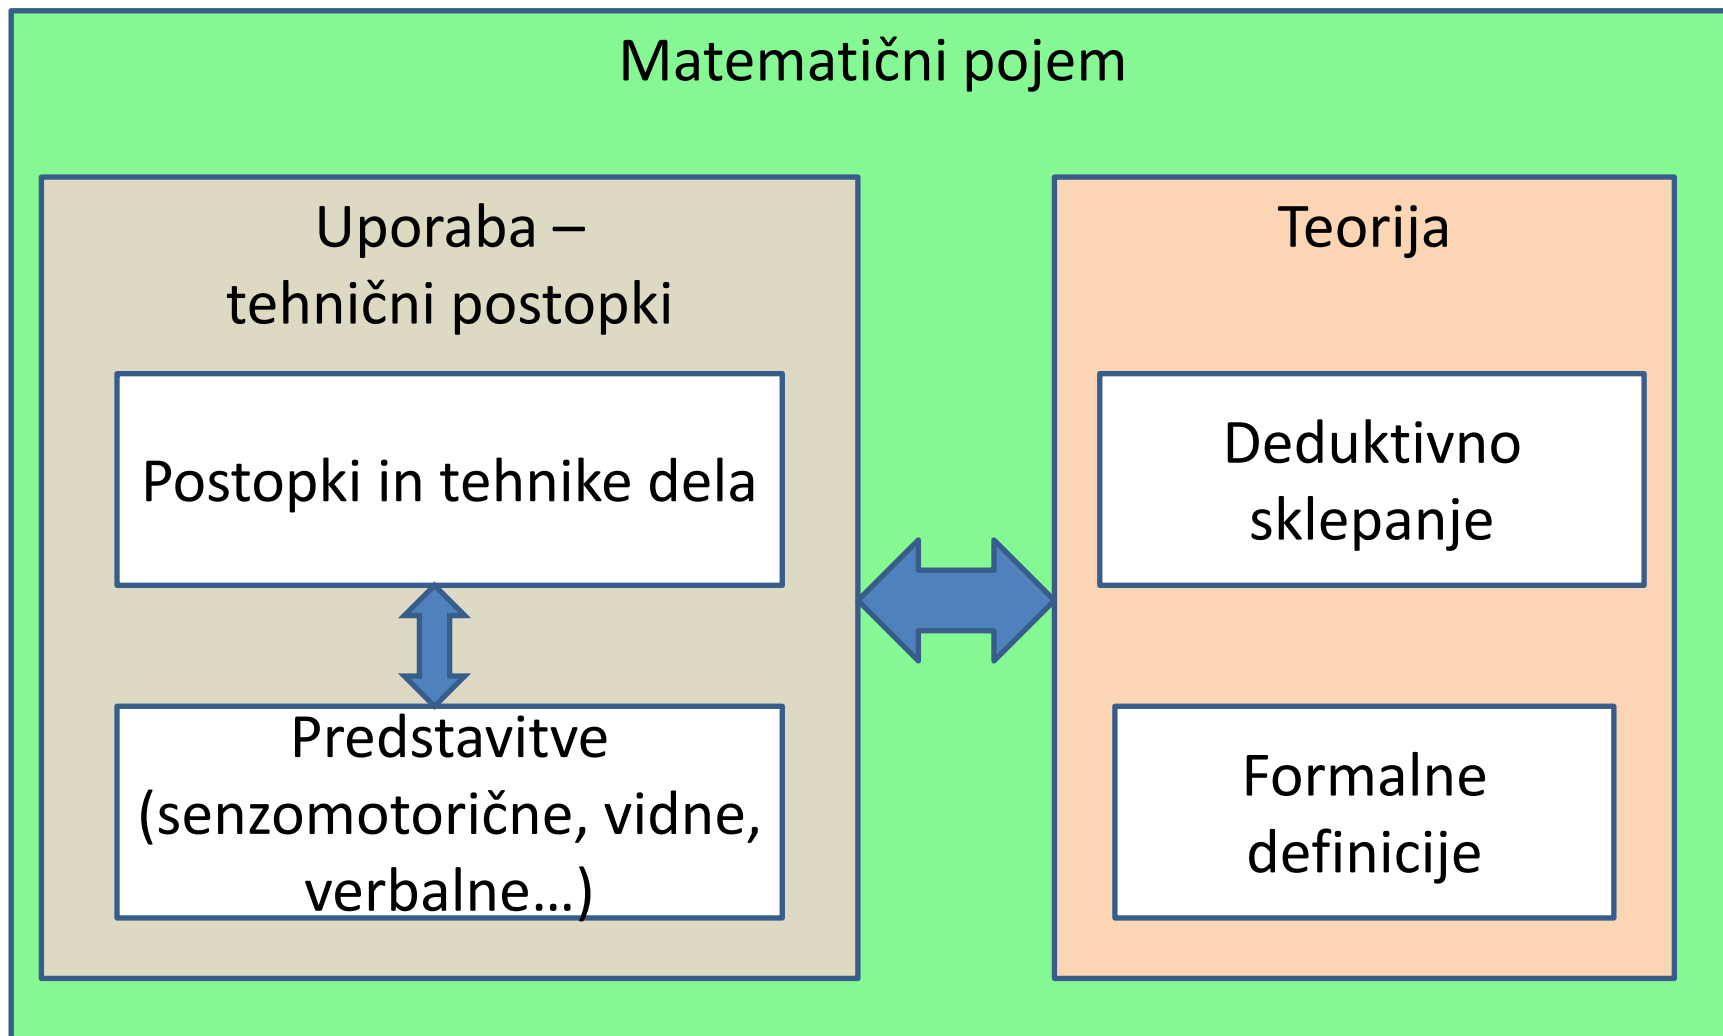 Matematični pojem
Uporaba –
tehnični postopki
Postopki in tehnike dela
Predstavitve
(senzomotorične, vidne,
verbalne…)
Teorija
Deduktivno
sklepanje
Formalne
definicije